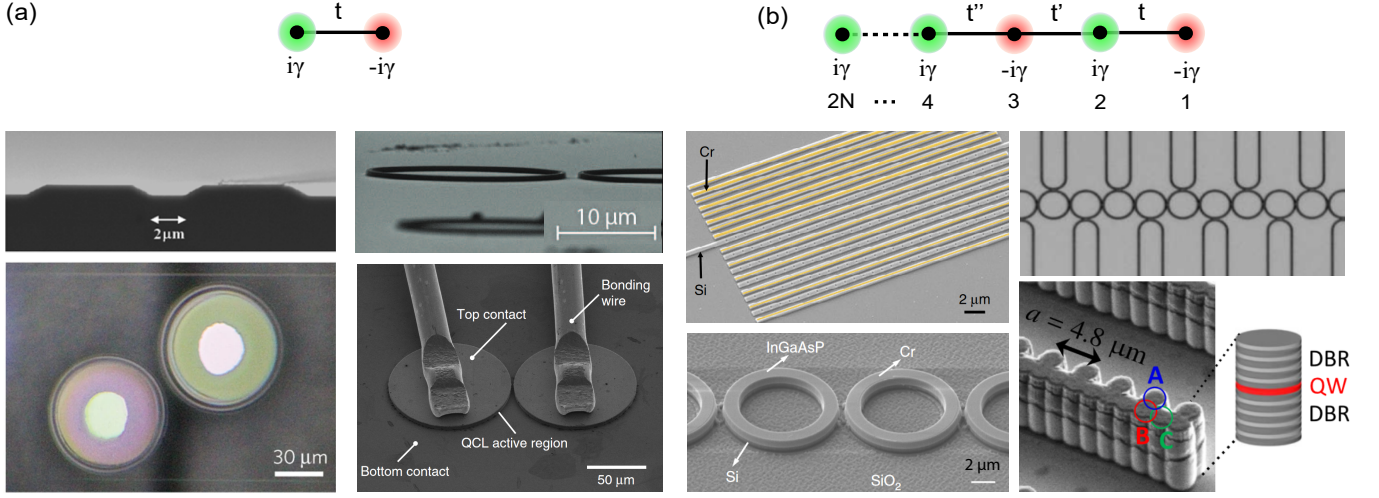 (a)
t
iγ
-iγ
2μm
10 μm
30 μm
Top contact
Bonding
wire
QCL active region
Bottom contact
50 μm
(b)
t’’ t’ t
iγ iγ -iγ iγ -iγ
2N ... 4 3 2 1
Cr
Si
2 μm
InGaAsP
Cr
Si
SiO₂
2 μm
a = 4.8 μm
A
B
C
DBR
QW
DBR